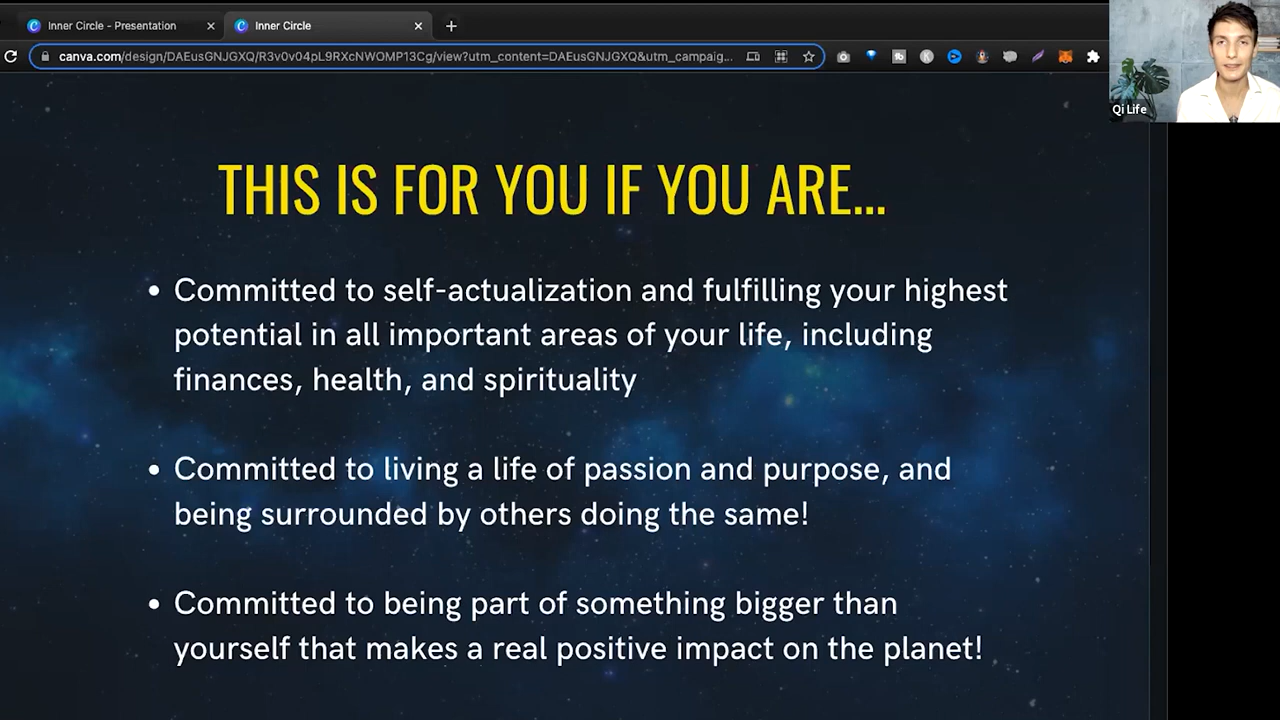 Inner Circle - Presentation
Inner Circle
canva.com/design/DAEusGNJGXQ/R3v0v04pL9RXcNWOMP13Cg/view?utm_content=DAEusGNJGXQ&utm_campaig...
Qi Life
THIS IS FOR YOU IF YOU ARE...
• Committed to self-actualization and fulfilling your highest
potential in all important areas of your life, including
finances, health, and spirituality
• Committed to living a life of passion and purpose, and
being surrounded by others doing the same!
• Committed to being part of something bigger than
yourself that makes a real positive impact on the planet!